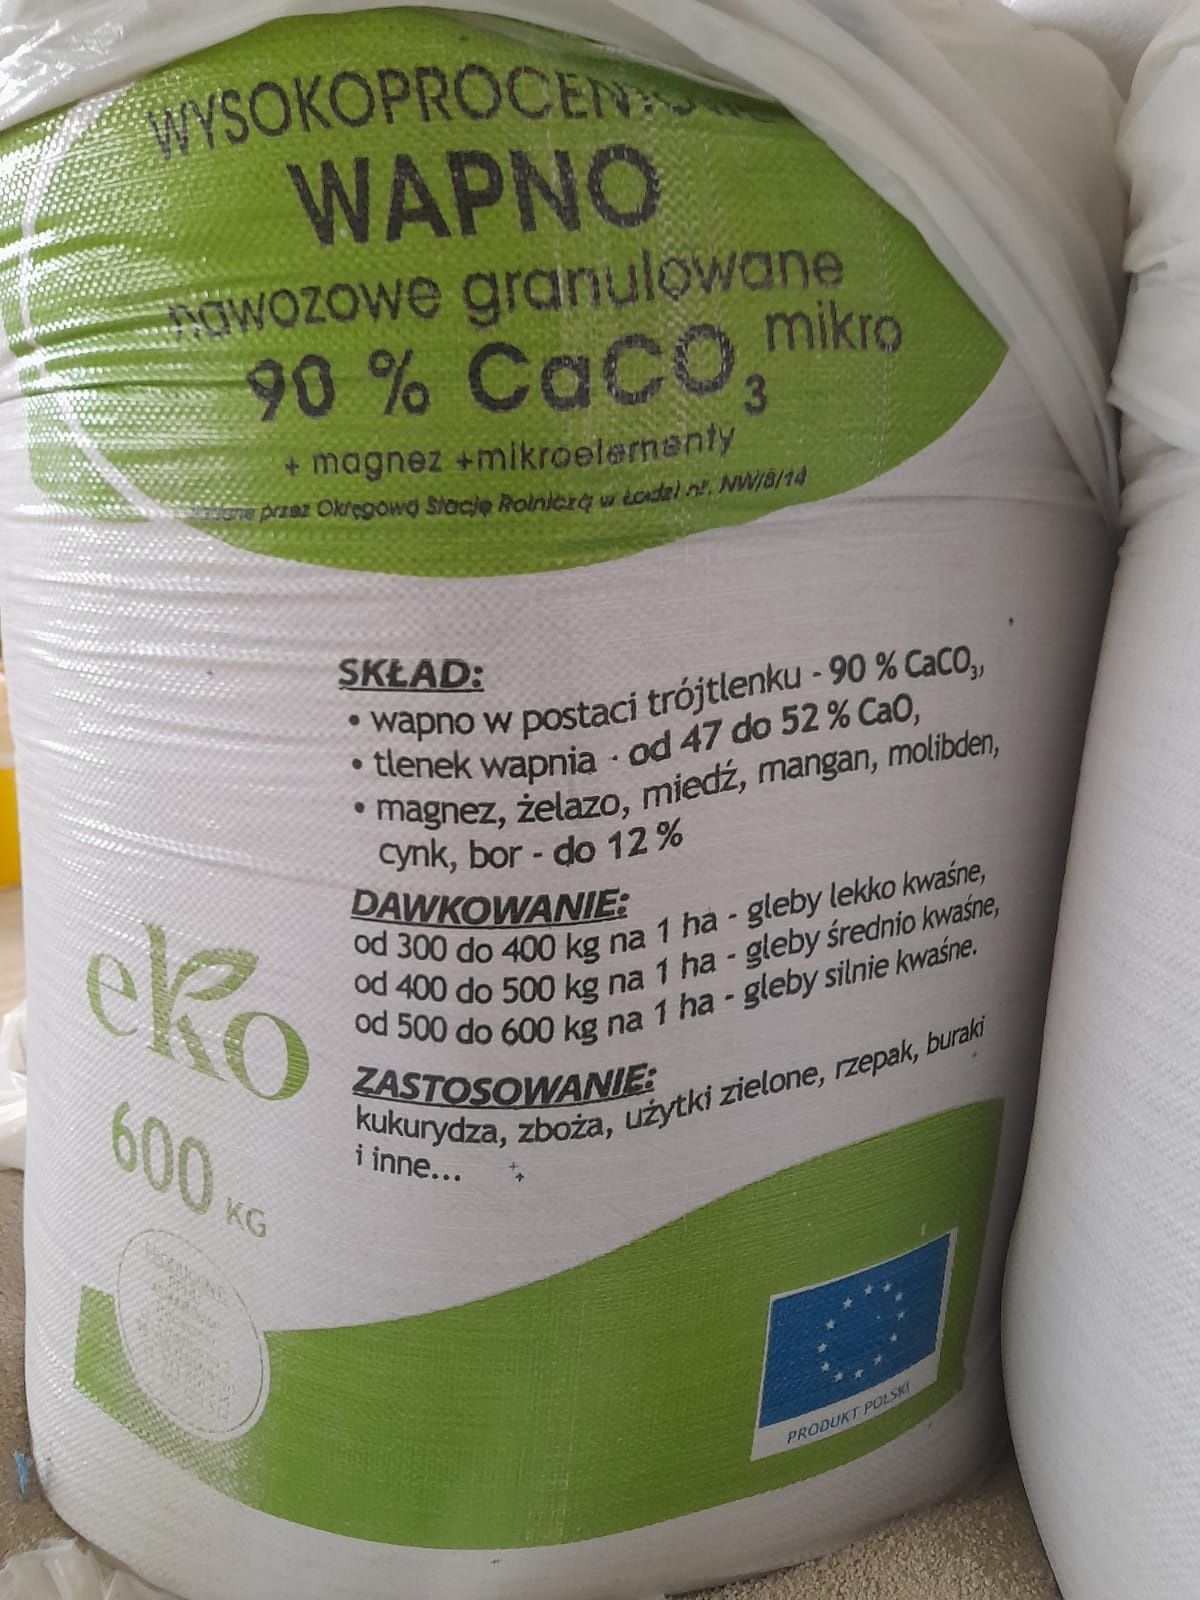 WYSOKOPROCENTOWE
WAPNO
nawozowe granulowane
90 % CaCO₃ mikro
+ magnez +mikroelementy
przez Okręgową Stację Rolniczą w Łodzi nr. NW/8/14
SKŁAD:
• wapno w postaci trójtlenku - 90 % CaCO₃,
• tlenek wapnia - od 47 do 52 % CaO,
• magnez, żelazo, miedź, mangan, molibden,
cynk, bor - do 12 %
DAWKOWANIE:
od 300 do 400 kg na 1 ha - gleby lekko kwaśne,
od 400 do 500 kg na 1 ha - gleby średnio kwaśne,
od 500 do 600 kg na 1 ha - gleby silnie kwaśne.
ZASTOSOWANIE:
kukurydza, zboża, użytki zielone, rzepak, buraki
i inne...
eko
600 KG
PRODUKT POLSKI